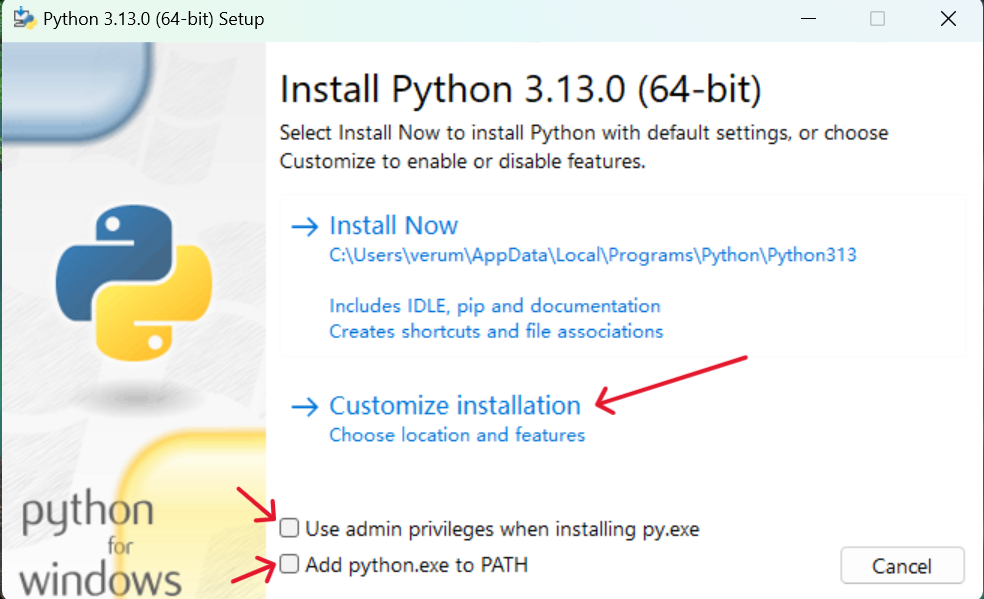 Python 3.13.0 (64-bit) Setup
Install Python 3.13.0 (64-bit)
Select Install Now to install Python with default settings, or choose
Customize to enable or disable features.
Install Now
C:\Users\verum\AppData\Local\Programs\Python\Python313
Includes IDLE, pip and documentation
Creates shortcuts and file associations
Customize installation
Choose location and features
Use admin privileges when installing py.exe
Add python.exe to PATH
python
for
windows
Cancel